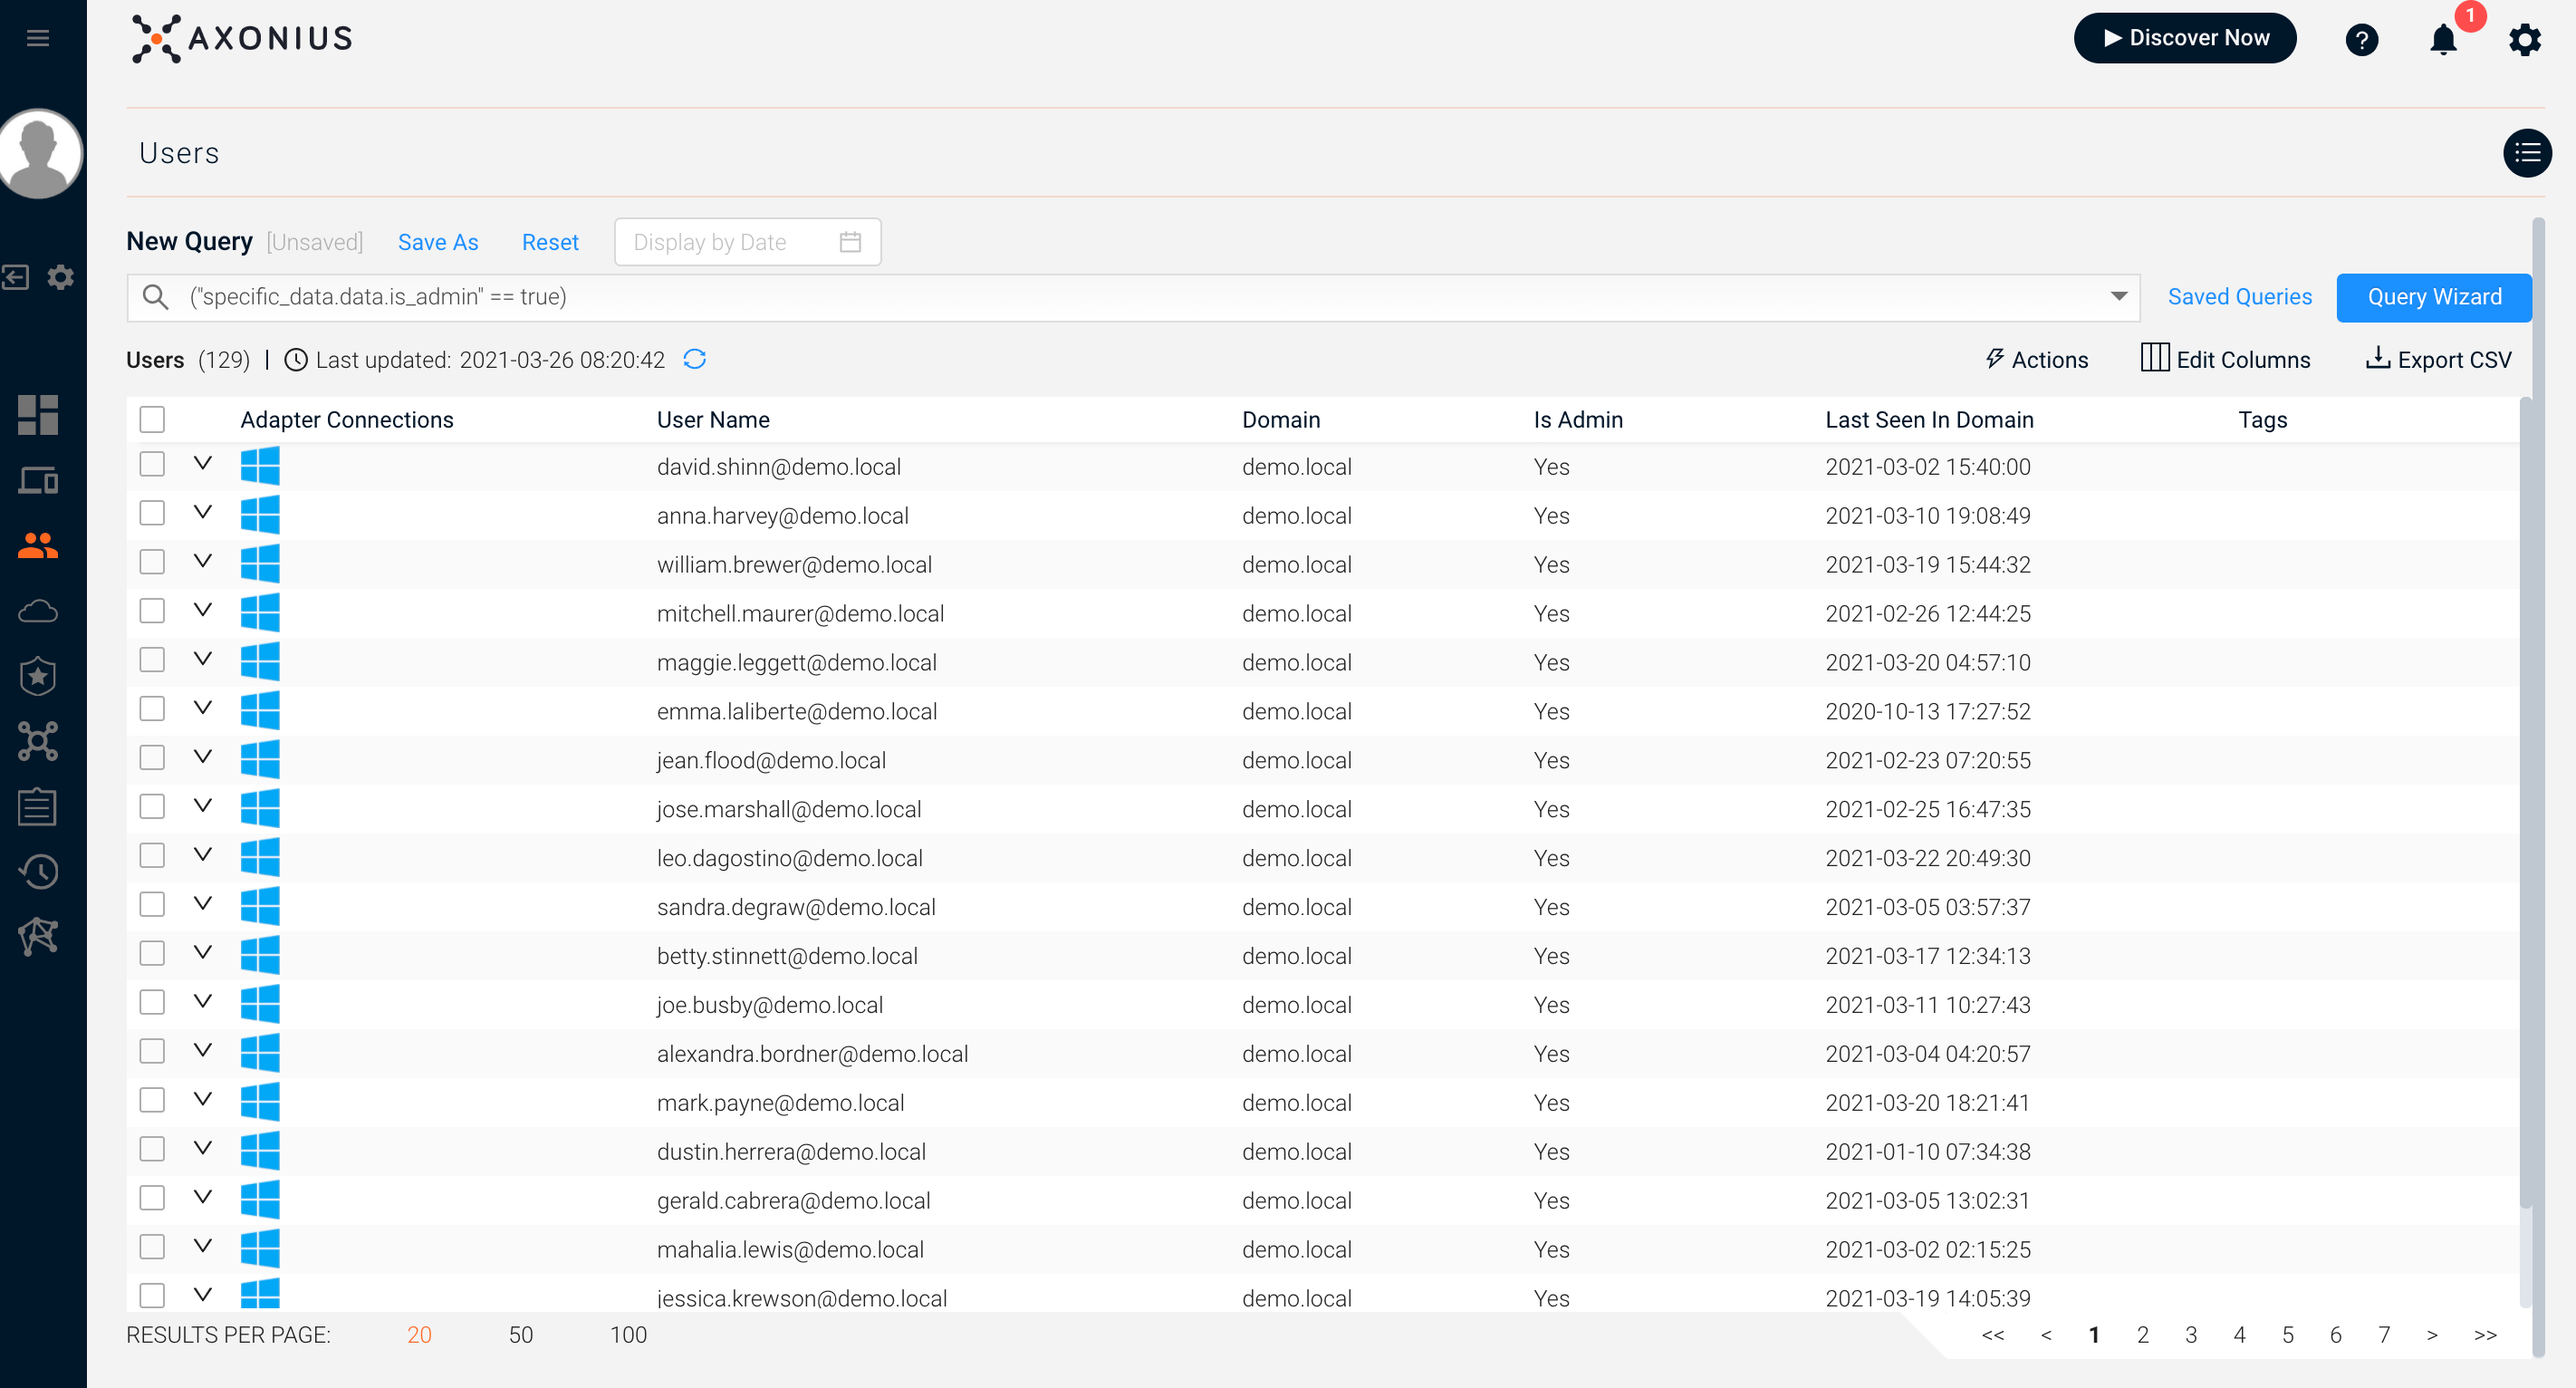 AXONIUS
▶ Discover Now ? 1
Users
New Query [Unsaved] Save As Reset Display by Date
("specific_data.data.is_admin" == true) Saved Queries Query Wizard
Users (129) | Last updated: 2021-03-26 08:20:42 Actions Edit Columns Export CSV
Adapter Connections User Name Domain Is Admin Last Seen In Domain Tags
david.shinn@demo.local demo.local Yes 2021-03-02 15:40:00
anna.harvey@demo.local demo.local Yes 2021-03-10 19:08:49
william.brewer@demo.local demo.local Yes 2021-03-19 15:44:32
mitchell.maurer@demo.local demo.local Yes 2021-02-26 12:44:25
maggie.leggett@demo.local demo.local Yes 2021-03-20 04:57:10
emma.laliberte@demo.local demo.local Yes 2020-10-13 17:27:52
jean.flood@demo.local demo.local Yes 2021-02-23 07:20:55
jose.marshall@demo.local demo.local Yes 2021-02-25 16:47:35
leo.dagostino@demo.local demo.local Yes 2021-03-22 20:49:30
sandra.degraw@demo.local demo.local Yes 2021-03-05 03:57:37
betty.stinnett@demo.local demo.local Yes 2021-03-17 12:34:13
joe.busby@demo.local demo.local Yes 2021-03-11 10:27:43
alexandra.bordner@demo.local demo.local Yes 2021-03-04 04:20:57
mark.payne@demo.local demo.local Yes 2021-03-20 18:21:41
dustin.herrera@demo.local demo.local Yes 2021-01-10 07:34:38
gerald.cabrera@demo.local demo.local Yes 2021-03-05 13:02:31
mahalia.lewis@demo.local demo.local Yes 2021-03-02 02:15:25
jessica.krewson@demo.local demo.local Yes 2021-03-19 14:05:39
RESULTS PER PAGE: 20 50 100 << < 1 2 3 4 5 6 7 > >>